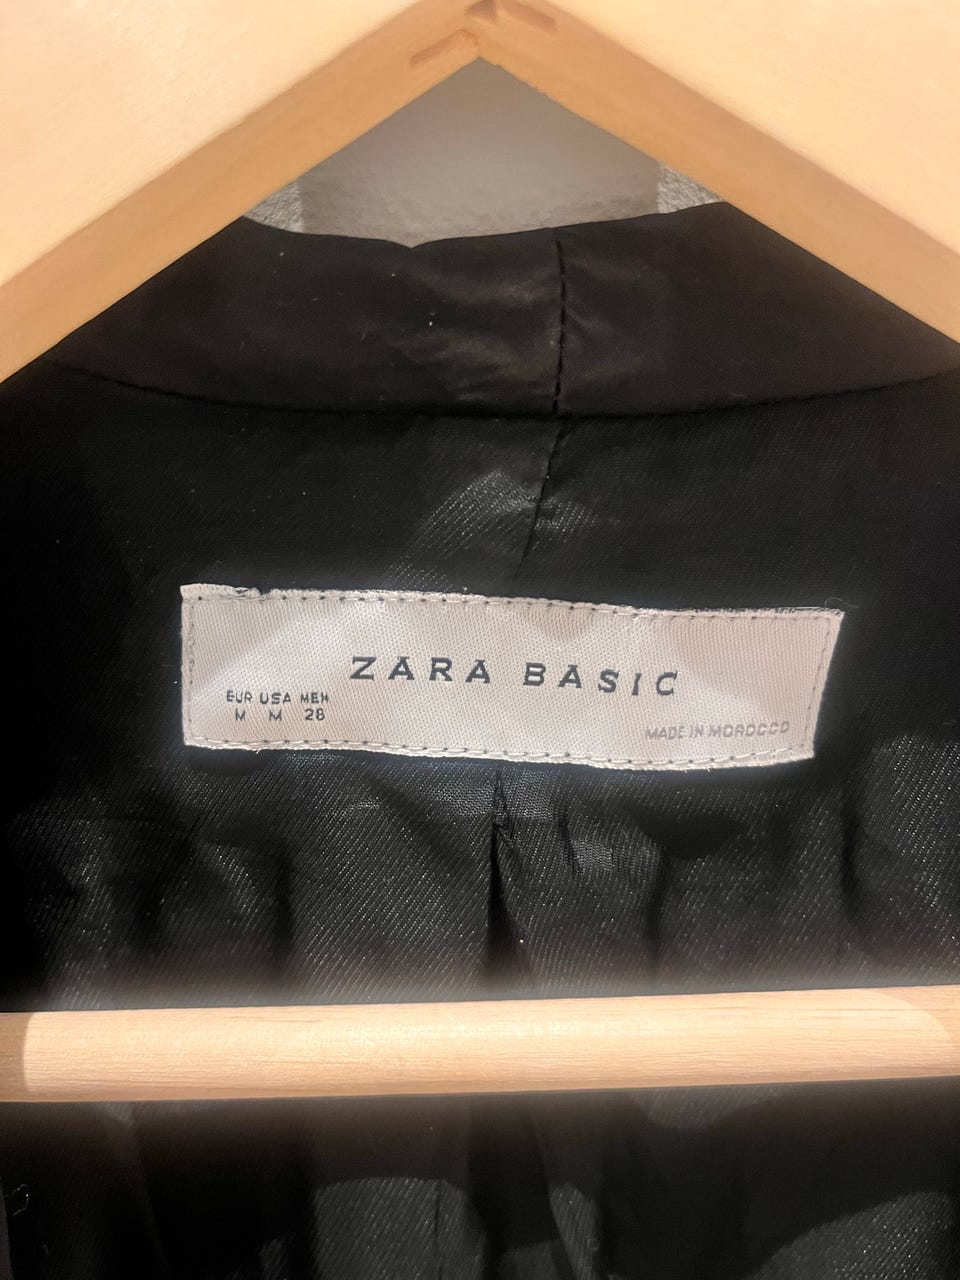 ZARA BASIC
EUR USA MEX
M M 28
MADE IN MOROCCO